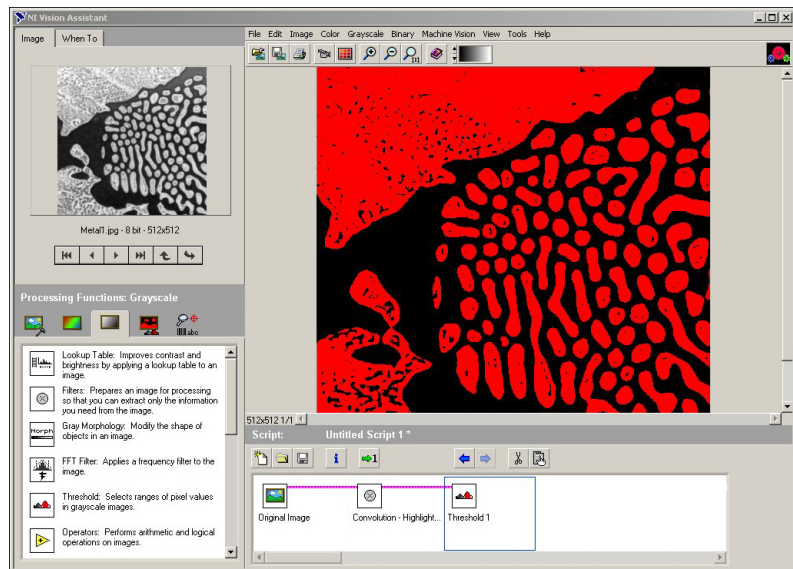 NI Vision Assistant
Image When To
File Edit Image Color Grayscale Binary Machine Vision View Tools Help
1:1
Metal1.jpg - 8 bit - 512x512
Processing Functions: Grayscale
abc
Lookup Table: Improves contrast and
brightness by applying a lookup table to an
image.
Filters: Prepares an image for processing
so that you can extract only the information
you need from the image.
Morph
Gray Morphology: Modify the shape of
objects in an image.
FFT Filter: Applies a frequency filter to the
image.
Threshold: Selects ranges of pixel values
in grayscale images.
Operators: Performs arithmetic and logical
operations on images.
512x512 1/1
Script: Untitled Script 1 *
i 1
Original Image Convolution - Highlight... Threshold 1